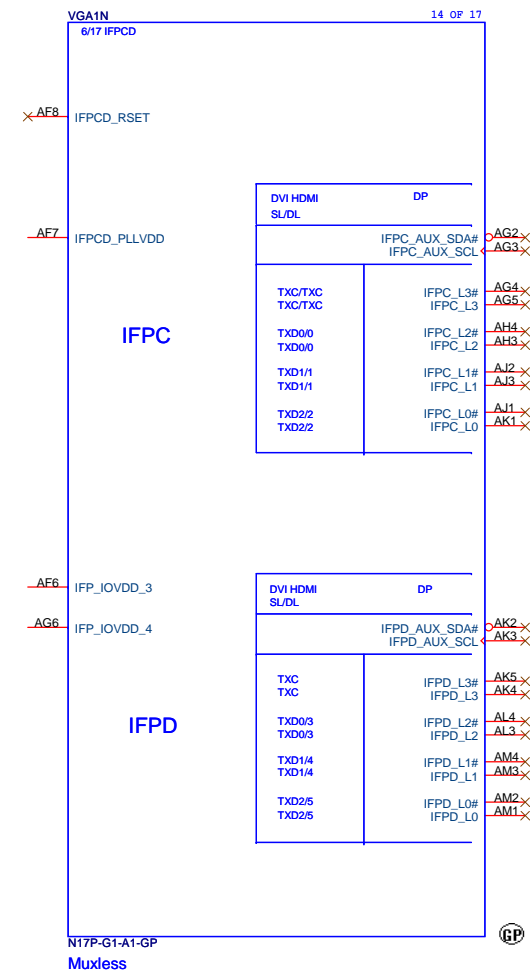 VGA1N 14 OF 17
6/17 IFPCD
AF8 IFPCD_RSET
DVI HDMI DP
SL/DL
AF7 IFPCD_PLLVDD IFPC_AUX_SDA# AG2
IFPC_AUX_SCL AG3
TXC/TXC IFPC_L3# AG4
TXC/TXC IFPC_L3 AG5
IFPC
TXD0/0 IFPC_L2# AH4
TXD0/0 IFPC_L2 AH3
TXD1/1 IFPC_L1# AJ2
TXD1/1 IFPC_L1 AJ3
TXD2/2 IFPC_L0# AJ1
TXD2/2 IFPC_L0 AK1
AF6 IFP_IOVDD_3
DVI HDMI DP
SL/DL
AG6 IFP_IOVDD_4 IFPD_AUX_SDA# AK2
IFPD_AUX_SCL AK3
TXC IFPD_L3# AK5
TXC IFPD_L3 AK4
IFPD
TXD0/3 IFPD_L2# AL4
TXD0/3 IFPD_L2 AL3
TXD1/4 IFPD_L1# AM4
TXD1/4 IFPD_L1 AM3
TXD2/5 IFPD_L0# AM2
TXD2/5 IFPD_L0 AM1
GP
N17P-G1-A1-GP
Muxless